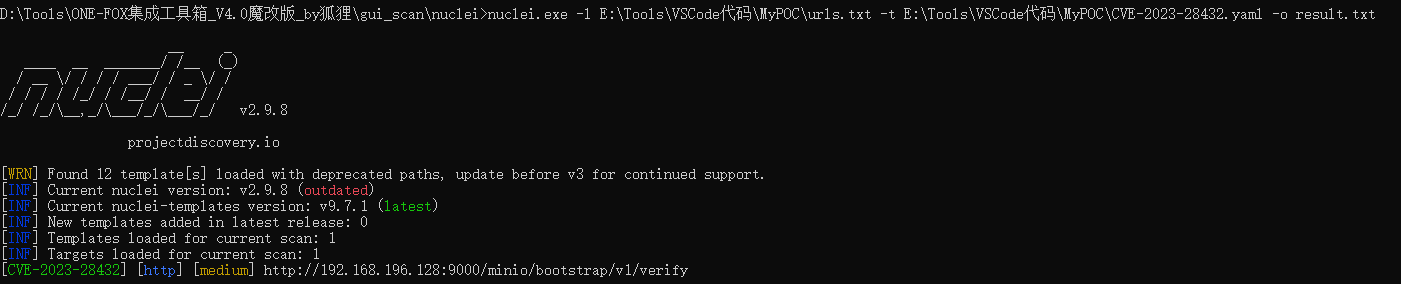 D:\Tools\ONE-FOX集成工具箱_V4.0魔改版_by狐狸\gui_scan\nuclei>nuclei.exe -l E:\Tools\VSCode代码\MyPOC\urls.txt -t E:\Tools\VSCode代码\MyPOC\CVE-2023-28432.yaml -o result.txt
nuclei v2.9.8
projectdiscovery.io
[WRN] Found 12 template[s] loaded with deprecated paths, update before v3 for continued support.
[INF] Current nuclei version: v2.9.8 (outdated)
[INF] Current nuclei-templates version: v9.7.1 (latest)
[INF] New templates added in latest release: 0
[INF] Templates loaded for current scan: 1
[INF] Targets loaded for current scan: 1
[CVE-2023-28432] [http] [medium] http://192.168.196.128:9000/minio/bootstrap/v1/verify